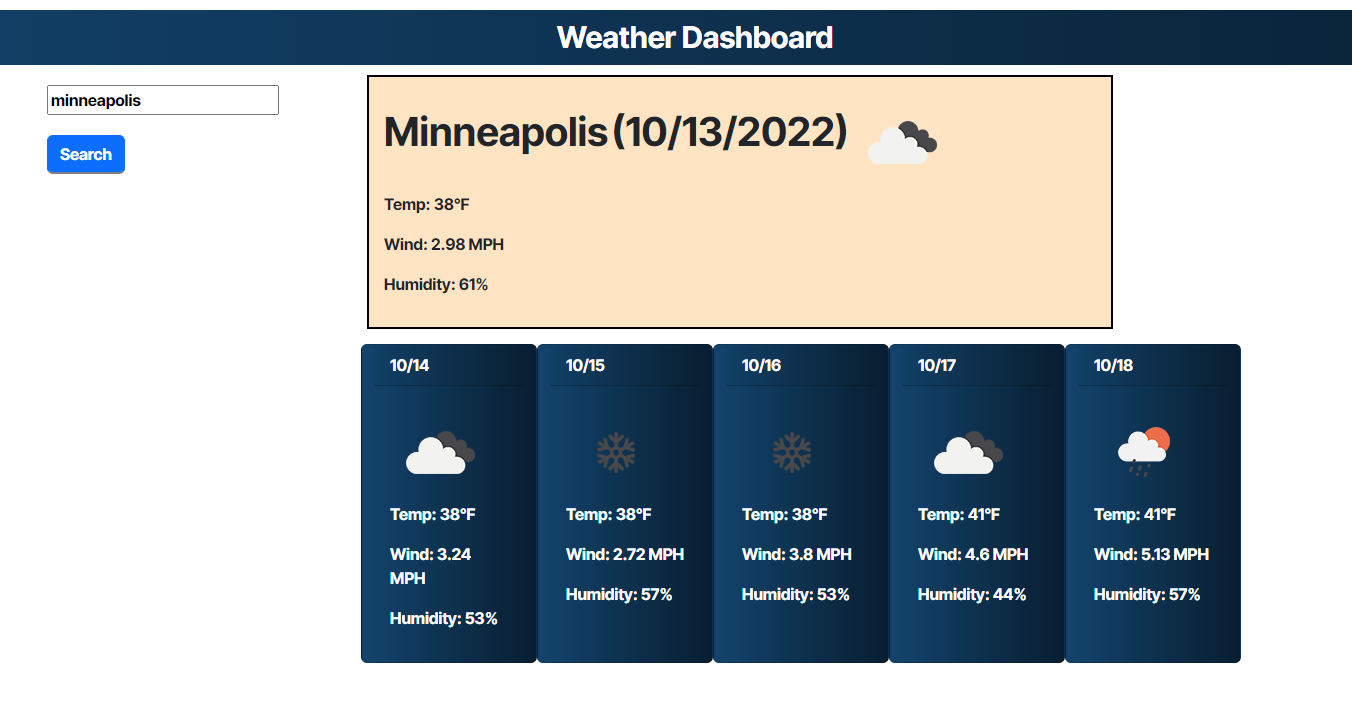 Weather Dashboard
minneapolis
Search
Minneapolis (10/13/2022)
Temp: 38°F
Wind: 2.98 MPH
Humidity: 61%
10/14
Temp: 38°F
Wind: 3.24
MPH
Humidity: 53%
10/15
Temp: 38°F
Wind: 2.72 MPH
Humidity: 57%
10/16
Temp: 38°F
Wind: 3.8 MPH
Humidity: 53%
10/17
Temp: 41°F
Wind: 4.6 MPH
Humidity: 44%
10/18
Temp: 41°F
Wind: 5.13 MPH
Humidity: 57%